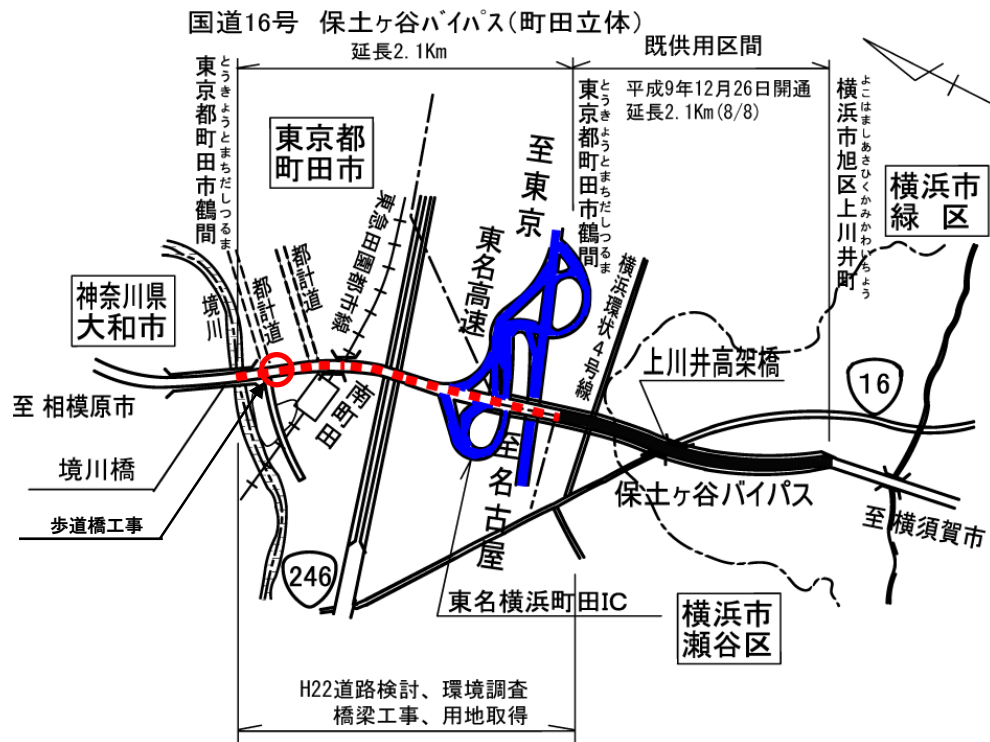 国道16号 保土ヶ谷バイパス(町田立体)
延長2.1Km
既供用区間
平成9年12月26日開通
延長2.1Km(8/8)
東京都町田市鶴間
とうきょうとまちだしつるま
東京都町田市鶴間
とうきょうとまちだしつるま
横浜市旭区上川井町
よこはましあさひくかみかわいちょう
東京都
町田市
横浜市
緑 区
神奈川県
大和市
境川
都計道
都計道
東急田園都市線
東名高速
至東京
横浜環状4号線
上川井高架橋
16
至 相模原市
南町田
境川橋
歩道橋工事
至名古屋
保土ヶ谷バイパス
至 横須賀市
246
東名横浜町田IC
横浜市
瀬谷区
H22道路検討、環境調査
橋梁工事、用地取得